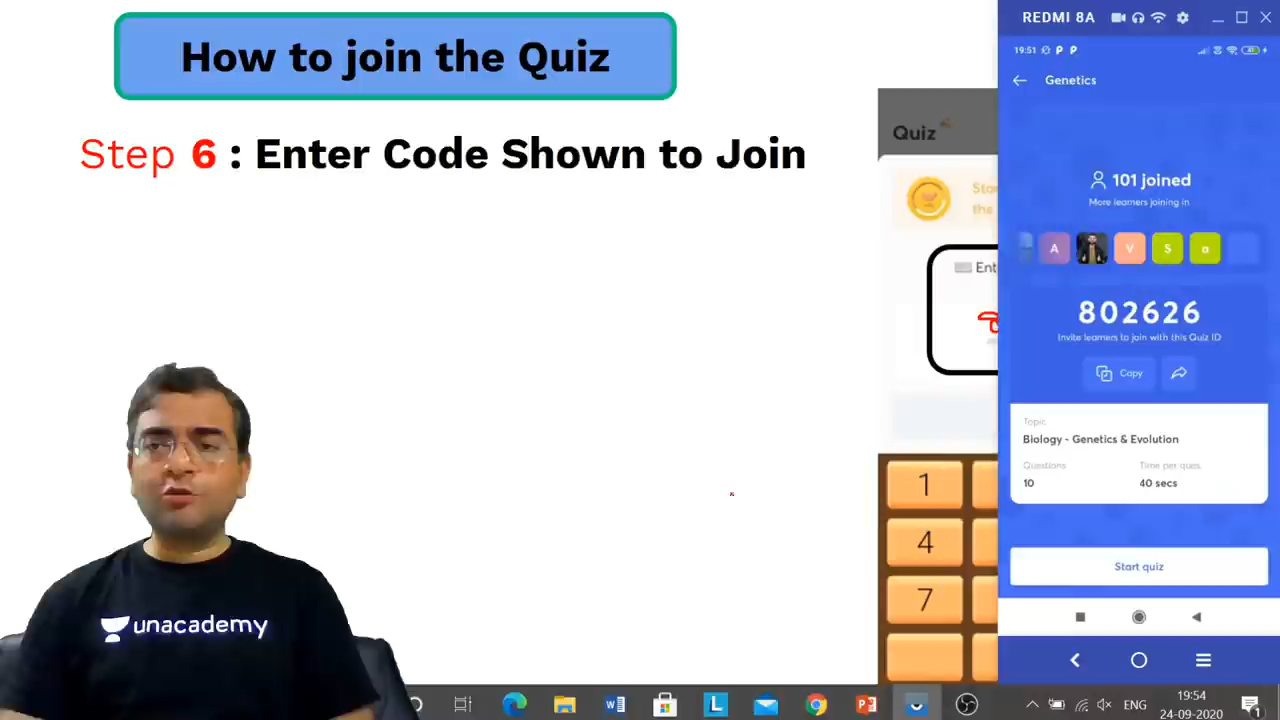 How to join the Quiz
Step 6 : Enter Code Shown to Join
Quiz
1
4
7
unacademy
REDMI 8A
19:51
Genetics
101 joined
More learners joining in
A
V
S
a
802626
Invite learners to join with this Quiz ID
Copy
Topic
Biology - Genetics & Evolution
Questions
Time per ques.
10
40 secs
Start quiz
ENG
19:54
24-09-2020